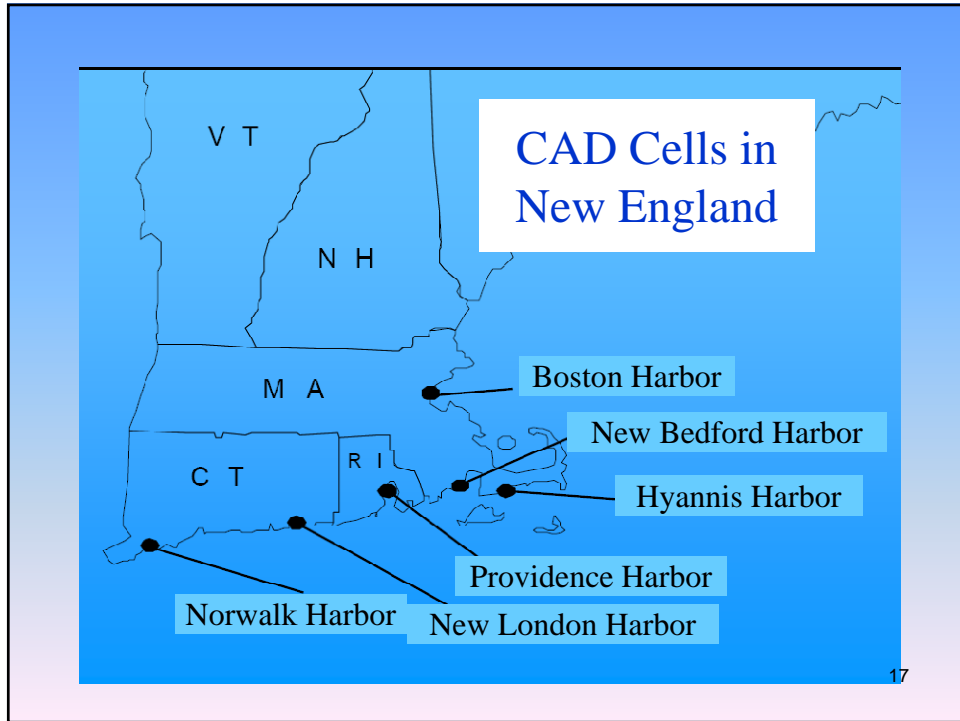 CAD Cells in
New England
V T
N H
M A
Boston Harbor
New Bedford Harbor
R I
C T
Hyannis Harbor
Providence Harbor
Norwalk Harbor
New London Harbor
17